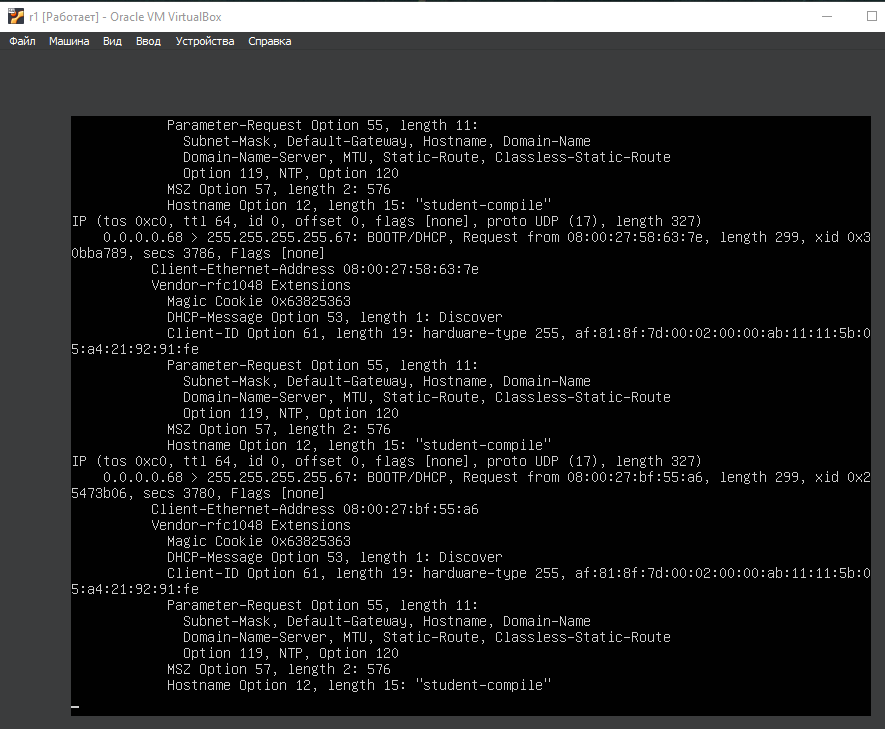 r1 [Работает] - Oracle VM VirtualBox
Файл Машина Вид Ввод Устройства Справка
Parameter-Request Option 55, length 11:
Subnet-Mask, Default-Gateway, Hostname, Domain-Name
Domain-Name-Server, MTU, Static-Route, Classless-Static-Route
Option 119, NTP, Option 120
MSZ Option 57, length 2: 576
Hostname Option 12, length 15: "student-compile"
IP (tos 0xc0, ttl 64, id 0, offset 0, flags [none], proto UDP (17), length 327)
0.0.0.0.68 > 255.255.255.255.67: BOOTP/DHCP, Request from 08:00:27:58:63:7e, length 299, xid 0x3
0bba789, secs 3786, Flags [none]
Client-Ethernet-Address 08:00:27:58:63:7e
Vendor-rfc1048 Extensions
Magic Cookie 0x63825363
DHCP-Message Option 53, length 1: Discover
Client-ID Option 61, length 19: hardware-type 255, af:81:8f:7d:00:02:00:00:ab:11:11:5b:0
5:a4:21:92:91:fe
Parameter-Request Option 55, length 11:
Subnet-Mask, Default-Gateway, Hostname, Domain-Name
Domain-Name-Server, MTU, Static-Route, Classless-Static-Route
Option 119, NTP, Option 120
MSZ Option 57, length 2: 576
Hostname Option 12, length 15: "student-compile"
IP (tos 0xc0, ttl 64, id 0, offset 0, flags [none], proto UDP (17), length 327)
0.0.0.0.68 > 255.255.255.255.67: BOOTP/DHCP, Request from 08:00:27:bf:55:a6, length 299, xid 0x2
5473b06, secs 3780, Flags [none]
Client-Ethernet-Address 08:00:27:bf:55:a6
Vendor-rfc1048 Extensions
Magic Cookie 0x63825363
DHCP-Message Option 53, length 1: Discover
Client-ID Option 61, length 19: hardware-type 255, af:81:8f:7d:00:02:00:00:ab:11:11:5b:0
5:a4:21:92:91:fe
Parameter-Request Option 55, length 11:
Subnet-Mask, Default-Gateway, Hostname, Domain-Name
Domain-Name-Server, MTU, Static-Route, Classless-Static-Route
Option 119, NTP, Option 120
MSZ Option 57, length 2: 576
Hostname Option 12, length 15: "student-compile"